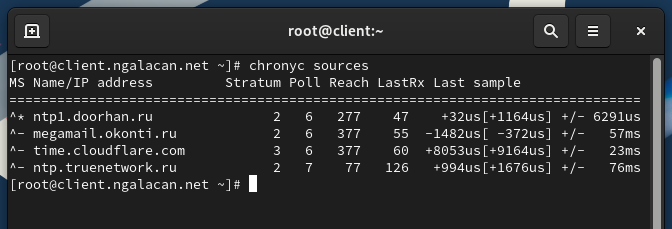 root@client:~
[root@client.ngalacan.net ~]# chronyc sources
MS Name/IP address         Stratum Poll Reach LastRx Last sample
===============================================================================
^* ntp1.doorhan.ru               2   6   277    47    +32us[+1164us] +/- 6291us
^- megamail.okonti.ru            2   6   377    55  -1482us[ -372us] +/-   57ms
^- time.cloudflare.com           3   6   377    60  +8053us[+9164us] +/-   23ms
^- ntp.truenetwork.ru            2   7    77   126   +994us[+1676us] +/-   76ms
[root@client.ngalacan.net ~]#